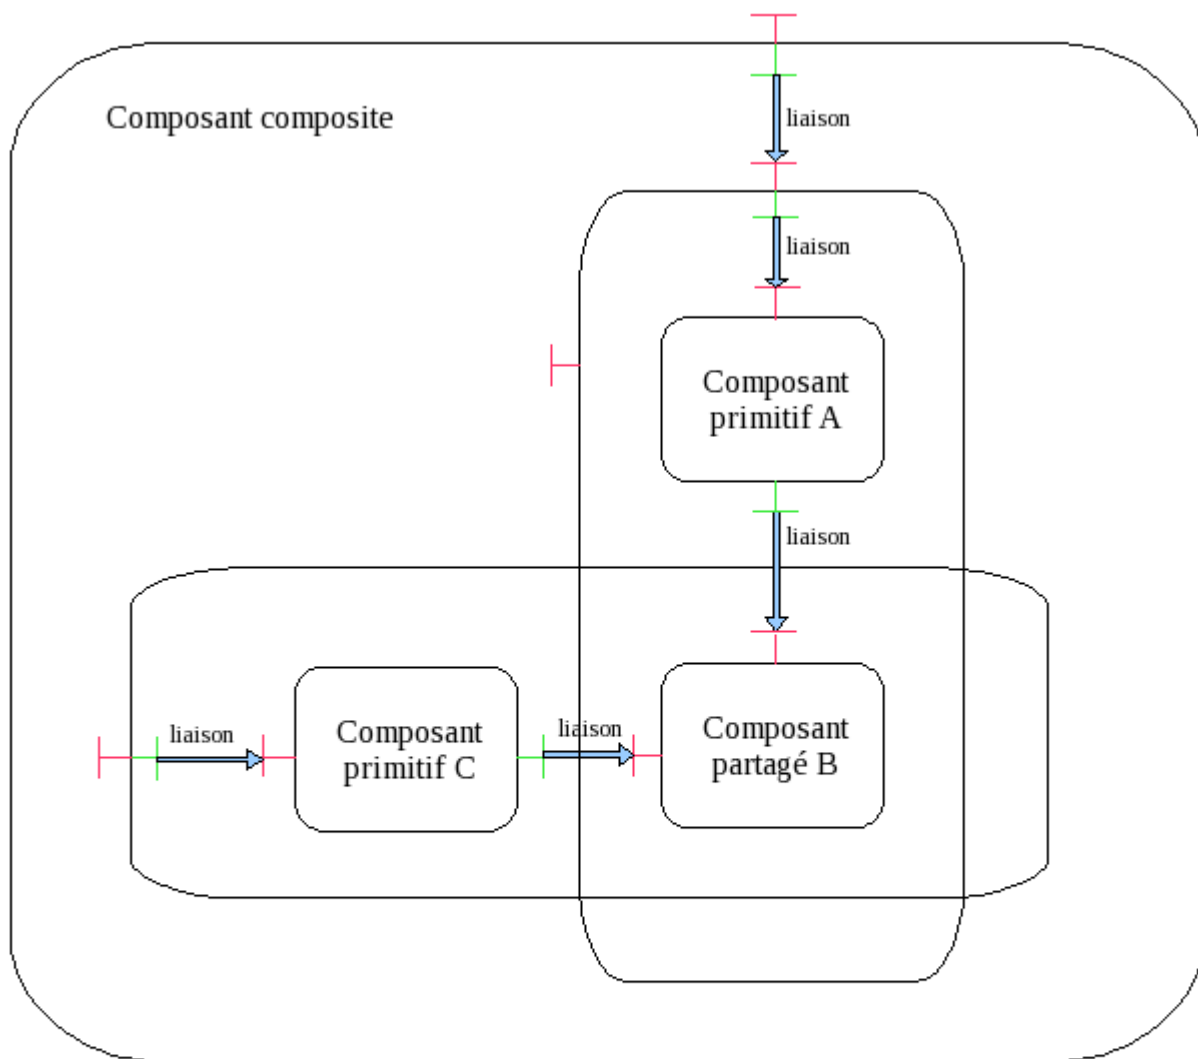 Composant composite
liaison
liaison
Composant
primitif A
liaison
liaison
liaison
Composant
primitif C
Composant
partagé B